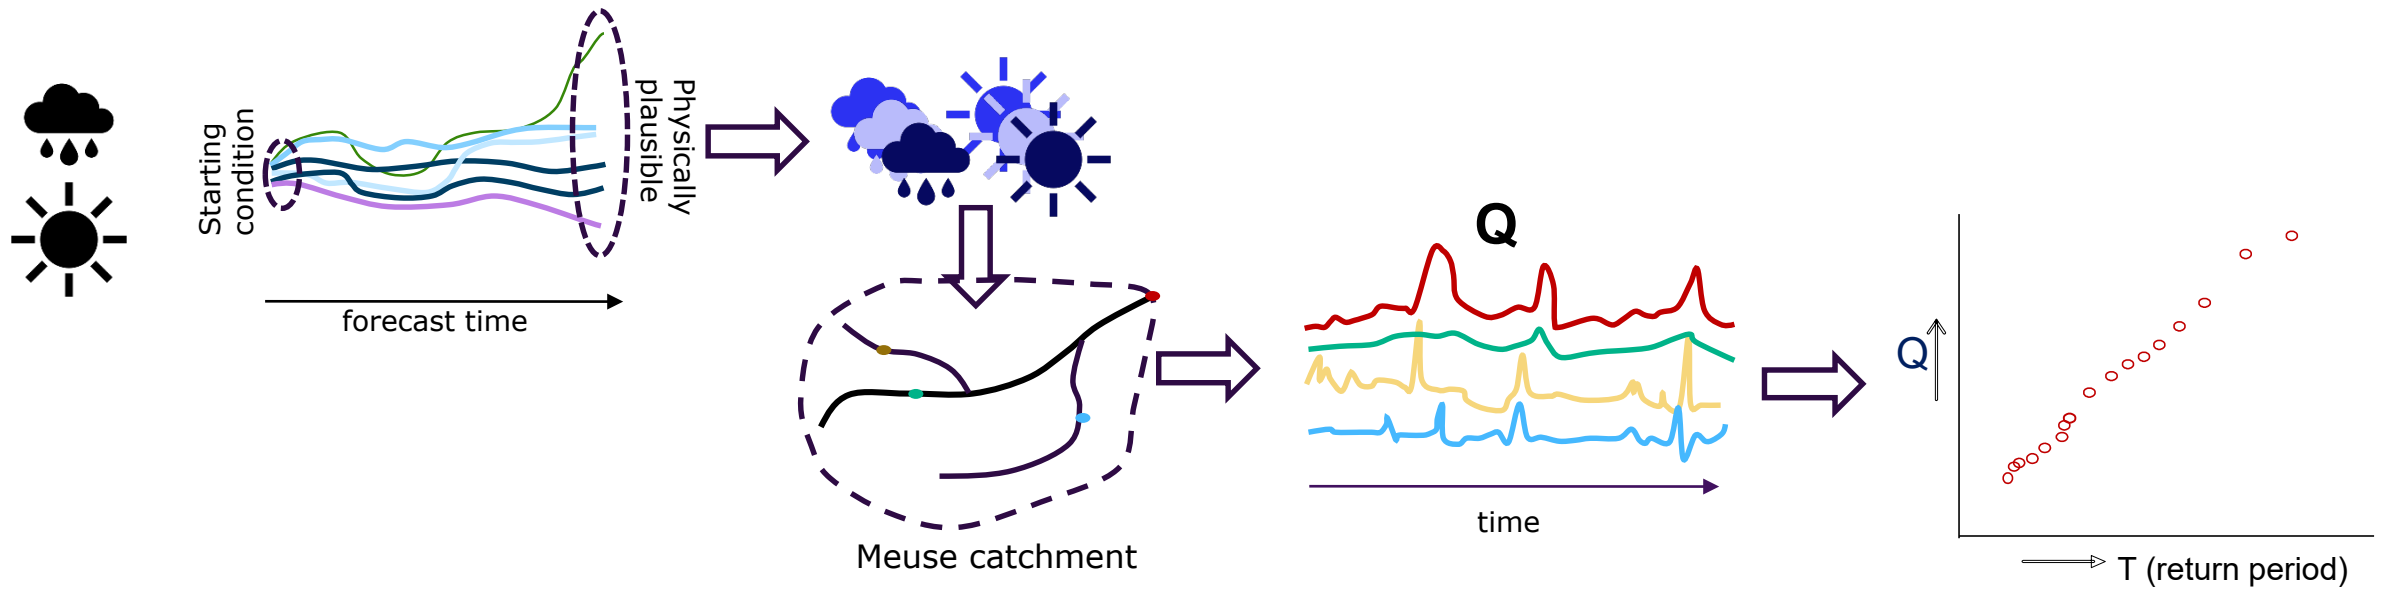 Starting
condition
Physically
plausible
forecast time
Meuse catchment
Q
time
Q
T (return period)